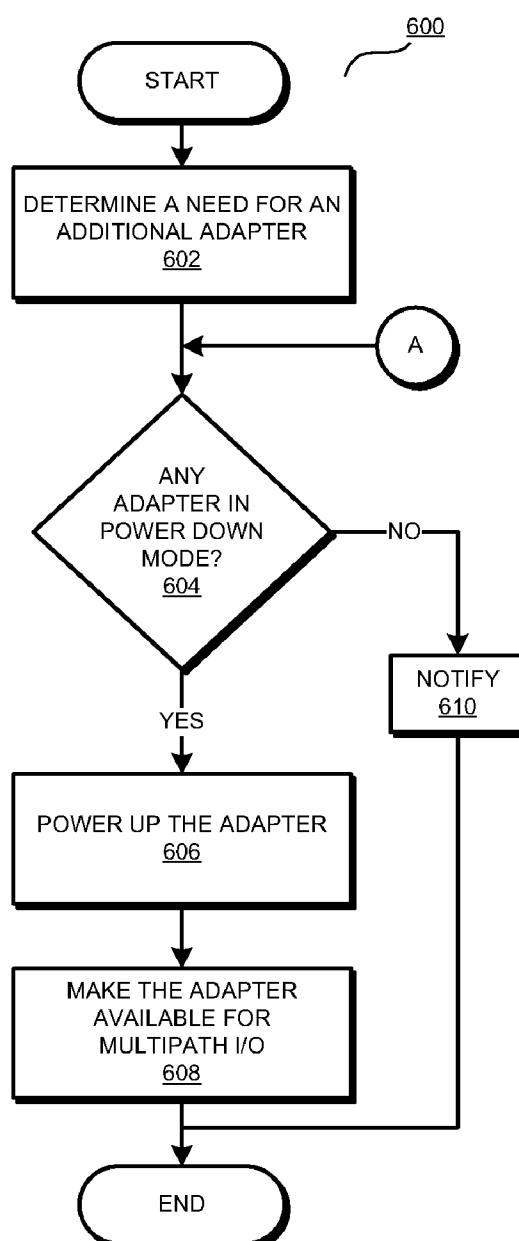 600
START
DETERMINE A NEED FOR AN
ADDITIONAL ADAPTER
602
A
ANY
ADAPTER IN
POWER DOWN
MODE?
604
NO
NOTIFY
610
YES
POWER UP THE ADAPTER
606
MAKE THE ADAPTER
AVAILABLE FOR
MULTIPATH I/O
608
END